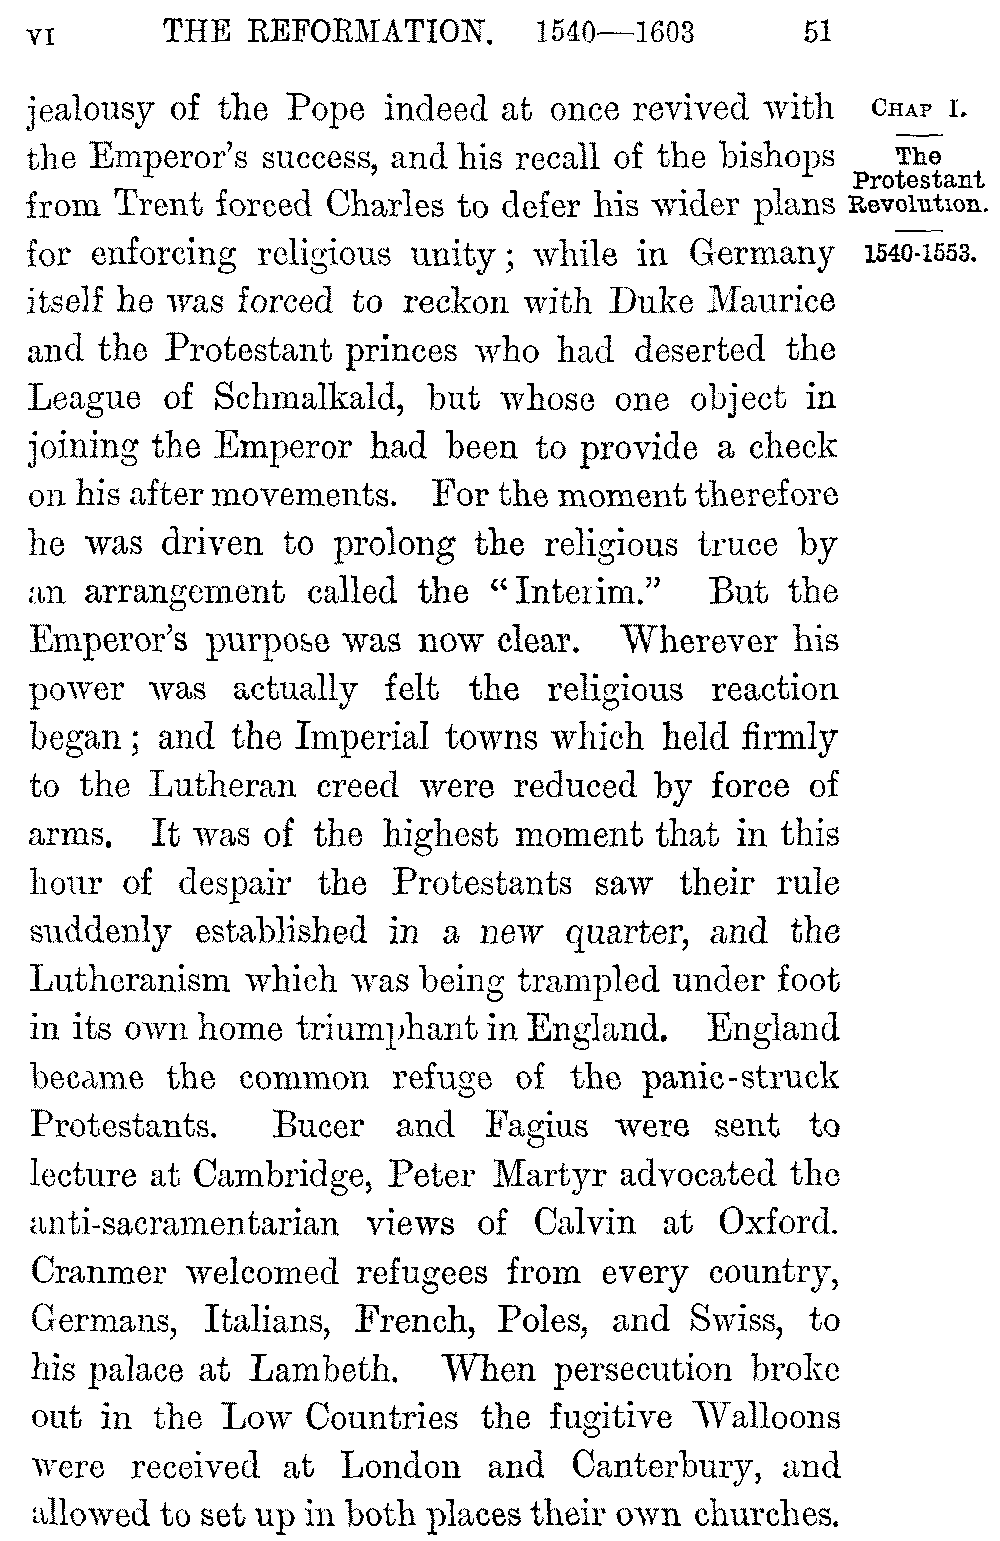 VI THE REFORMATION. 1540—1603 51
jealousy of the Pope indeed at once revived with
the Emperor's success, and his recall of the bishops
from Trent forced Charles to defer his wider plans
for enforcing religious unity; while in Germany
itself he was forced to reckon with Duke Maurice
and the Protestant princes who had deserted the
League of Schmalkald, but whose one object in
joining the Emperor had been to provide a check
on his after movements. For the moment therefore
he was driven to prolong the religious truce by
an arrangement called the "Interim." But the
Emperor's purpose was now clear. Wherever his
power was actually felt the religious reaction
began; and the Imperial towns which held firmly
to the Lutheran creed were reduced by force of
arms. It was of the highest moment that in this
hour of despair the Protestants saw their rule
suddenly established in a new quarter, and the
Lutheranism which was being trampled under foot
in its own home triumphant in England. England
became the common refuge of the panic-struck
Protestants. Bucer and Fagius were sent to
lecture at Cambridge, Peter Martyr advocated the
anti-sacramentarian views of Calvin at Oxford.
Cranmer welcomed refugees from every country,
Germans, Italians, French, Poles, and Swiss, to
his palace at Lambeth. When persecution broke
out in the Low Countries the fugitive Walloons
were received at London and Canterbury, and
allowed to set up in both places their own churches.
CHAP I.
The
Protestant
Revolution.
1540-1553.